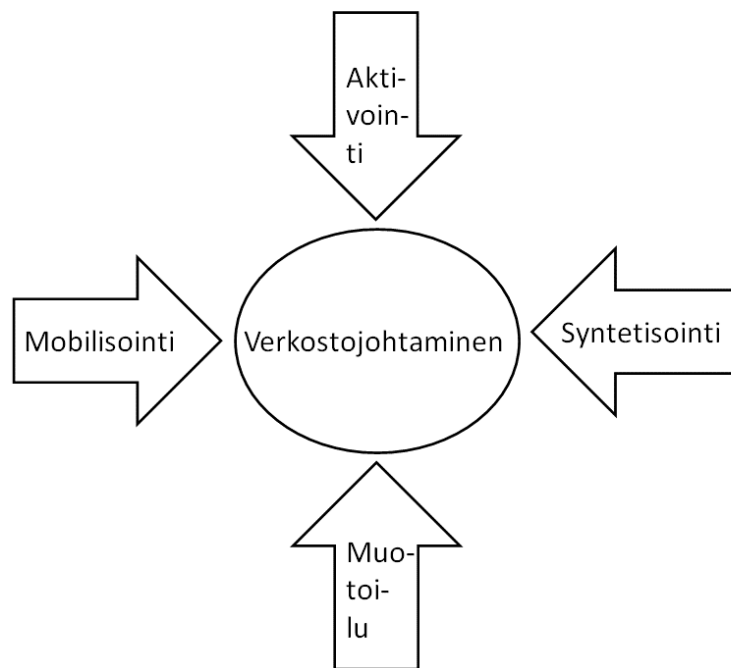 Akti-
voin-
ti
Mobilisointi
Verkostojohtaminen
Syntetisointi
Muo-
toi-
lu